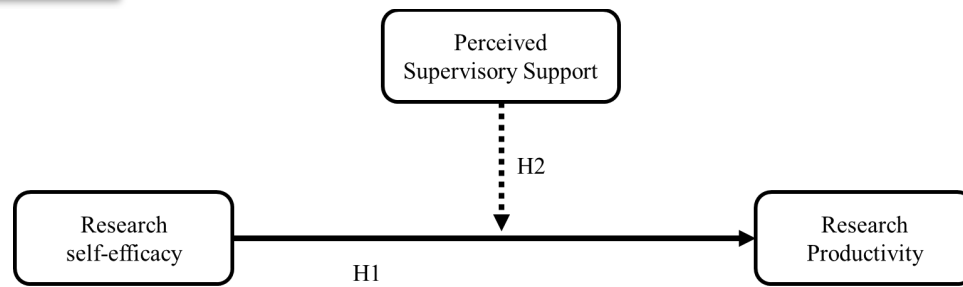 Perceived
Supervisory Support
H2
Research
self-efficacy
Research
Productivity
H1